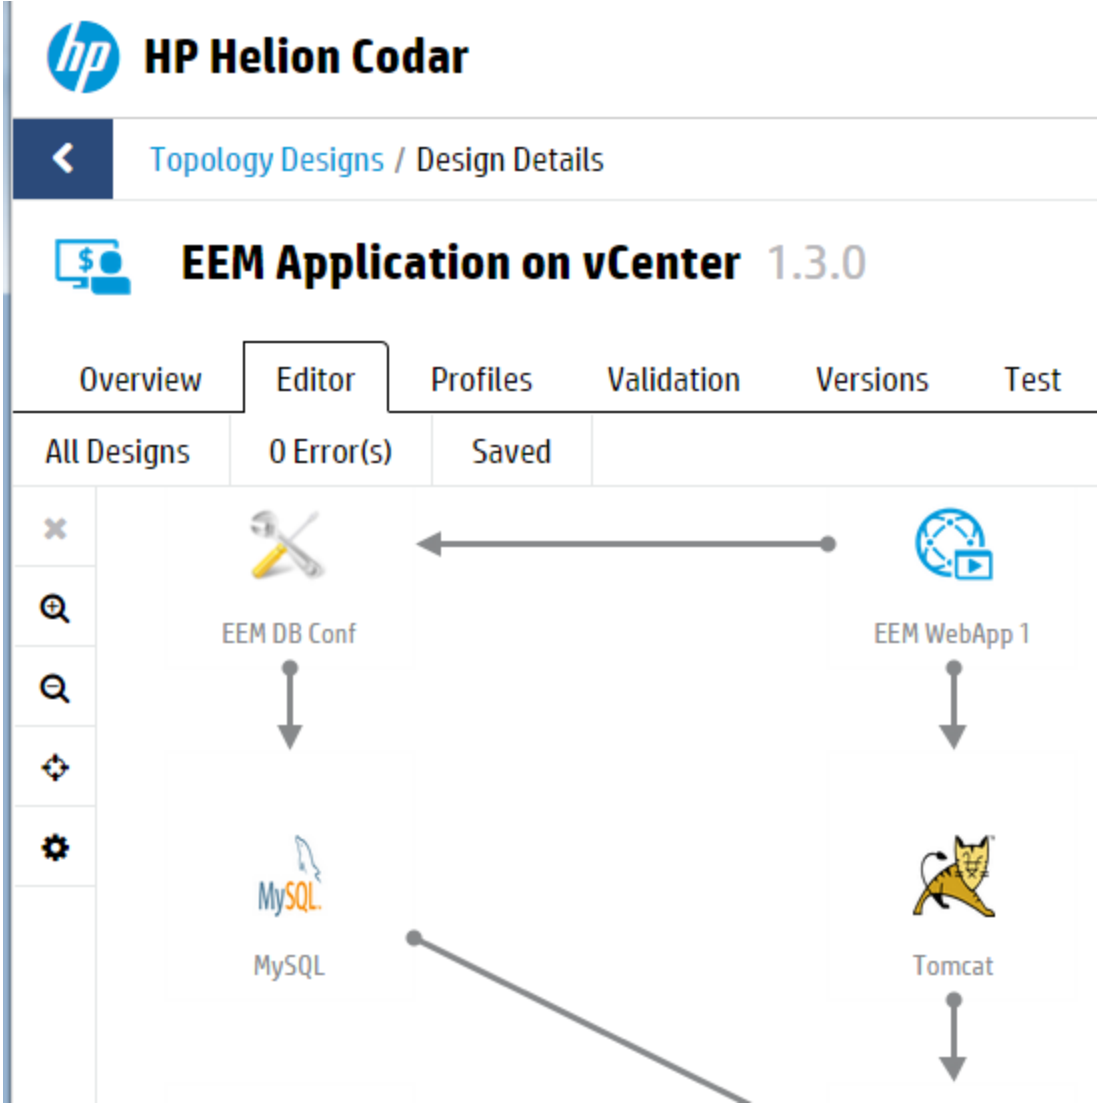 hp HP Helion Codar
Topology Designs / Design Details
$
EEM Application on vCenter 1.3.0
Overview Editor Profiles Validation Versions Test
All Designs 0 Error(s) Saved
EEM DB Conf EEM WebApp 1
MySQL.
MySQL Tomcat